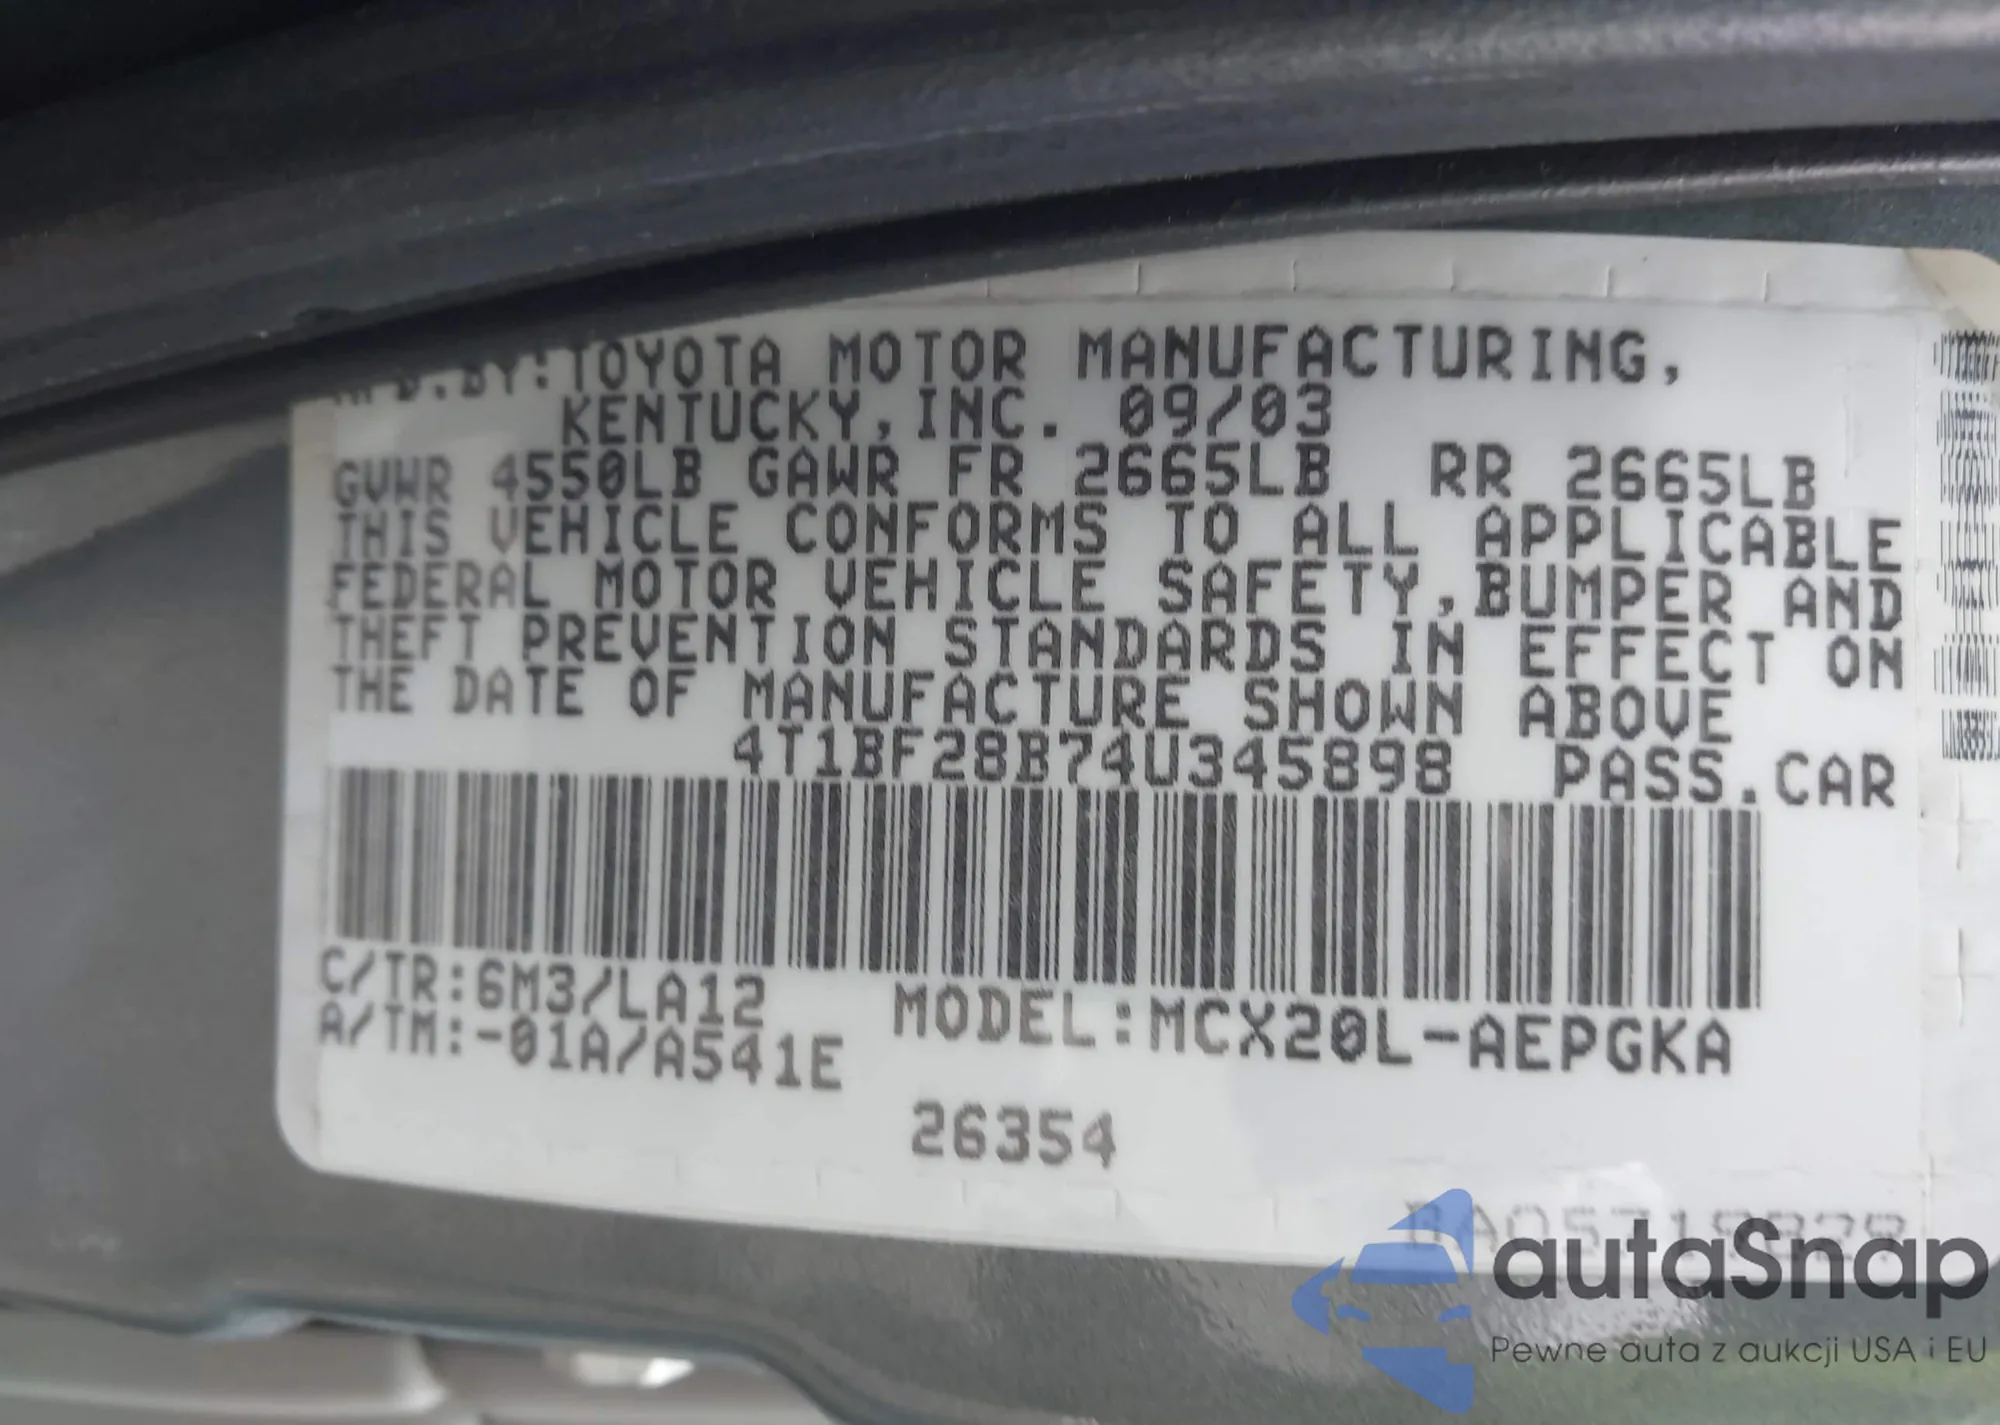 MFD.BY:TOYOTA MOTOR MANUFACTURING,
KENTUCKY,INC. 09/03
GVWR 4550LB GAWR FR 2665LB RR 2665LB
THIS VEHICLE CONFORMS TO ALL APPLICABLE
FEDERAL MOTOR VEHICLE SAFETY,BUMPER AND
THEFT PREVENTION STANDARDS IN EFFECT ON
THE DATE OF MANUFACTURE SHOWN ABOVE
4T1BF28B74U345898 PASS.CAR
C/TR:6M3/LA12
A/TM:-01A/A541E
MODEL:MCX20L-AEPGKA
26354
autaSnap
Pewne auta z aukcji USA i EU